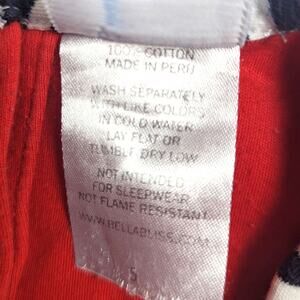 100% COTTON
MADE IN PERU
WASH SEPARATELY
WITH LIKE COLORS
IN COLD WATER
LAY FLAT OR
TUMBLE DRY LOW
NOT INTENDED
FOR SLEEPWEAR
NOT FLAME RESISTANT
WWW.BELLABLISS.COM
5